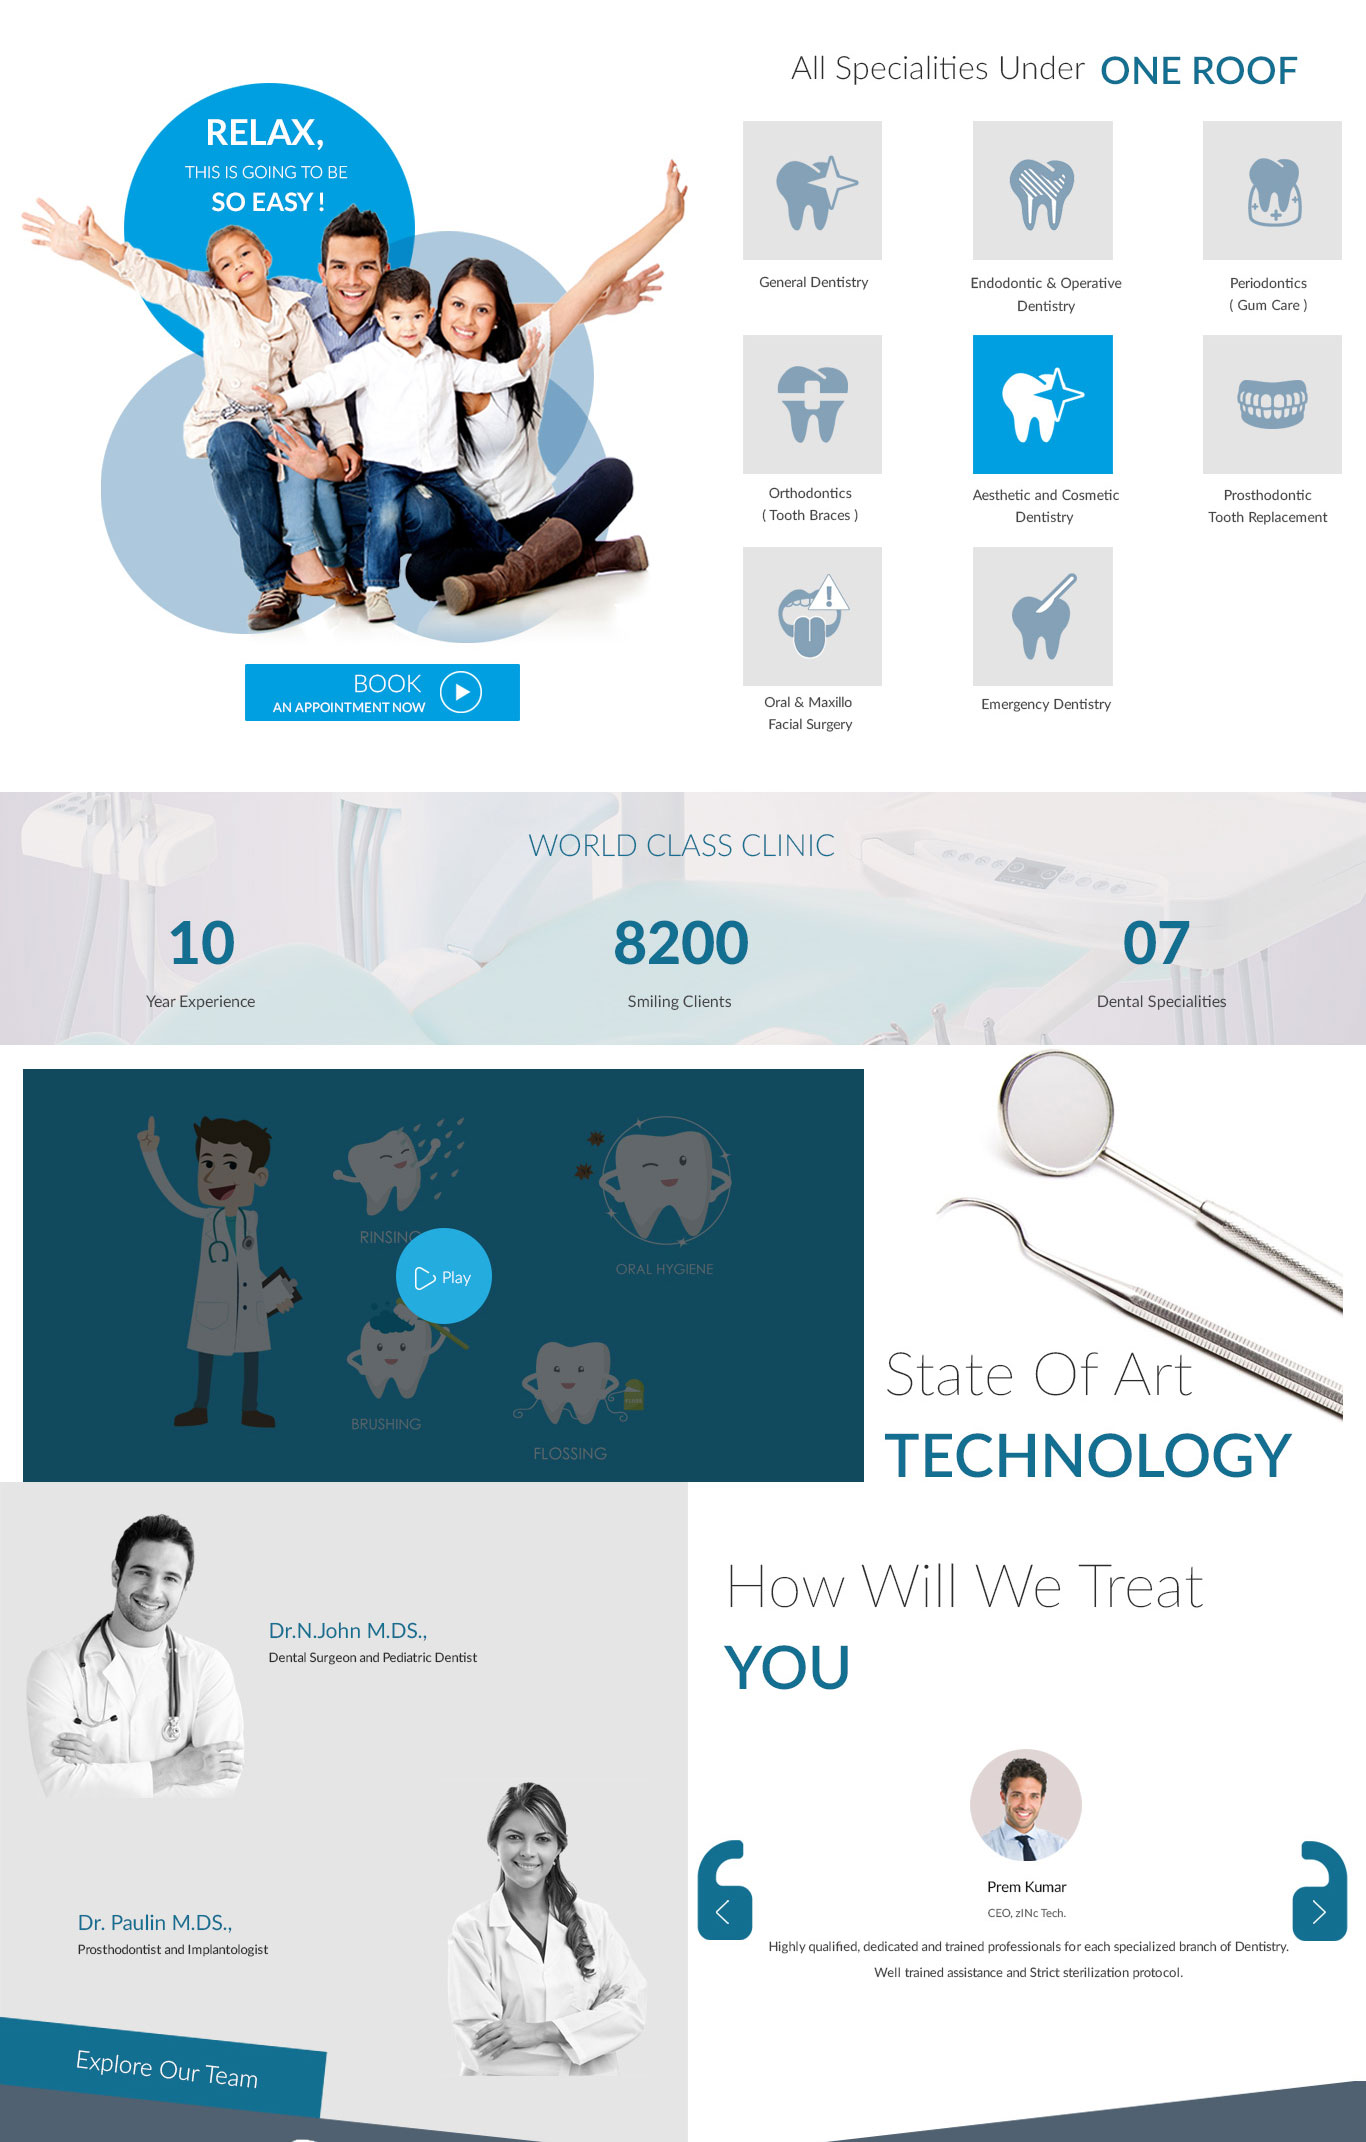 RELAX,
THIS IS GOING TO BE
SO EASY !
BOOK
AN APPOINTMENT NOW
All Specialities Under ONE ROOF
General Dentistry
Endodontic & Operative
Dentistry
Periodontics
( Gum Care )
Orthodontics
( Tooth Braces )
Aesthetic and Cosmetic
Dentistry
Prosthodontic
Tooth Replacement
Oral & Maxillo
Facial Surgery
Emergency Dentistry
WORLD CLASS CLINIC
10
Year Experience
8200
Smiling Clients
07
Dental Specialities
RINSING
ORAL HYGIENE
Play
BRUSHING
FLOSSING
State Of Art
TECHNOLOGY
Dr.N.John M.DS.,
Dental Surgeon and Pediatric Dentist
Dr. Paulin M.DS.,
Prosthodontist and Implantologist
Explore Our Team
How Will We Treat
YOU
Prem Kumar
CEO, zINc Tech.
Highly qualified, dedicated and trained professionals for each specialized branch of Dentistry.
Well trained assistance and Strict sterilization protocol.